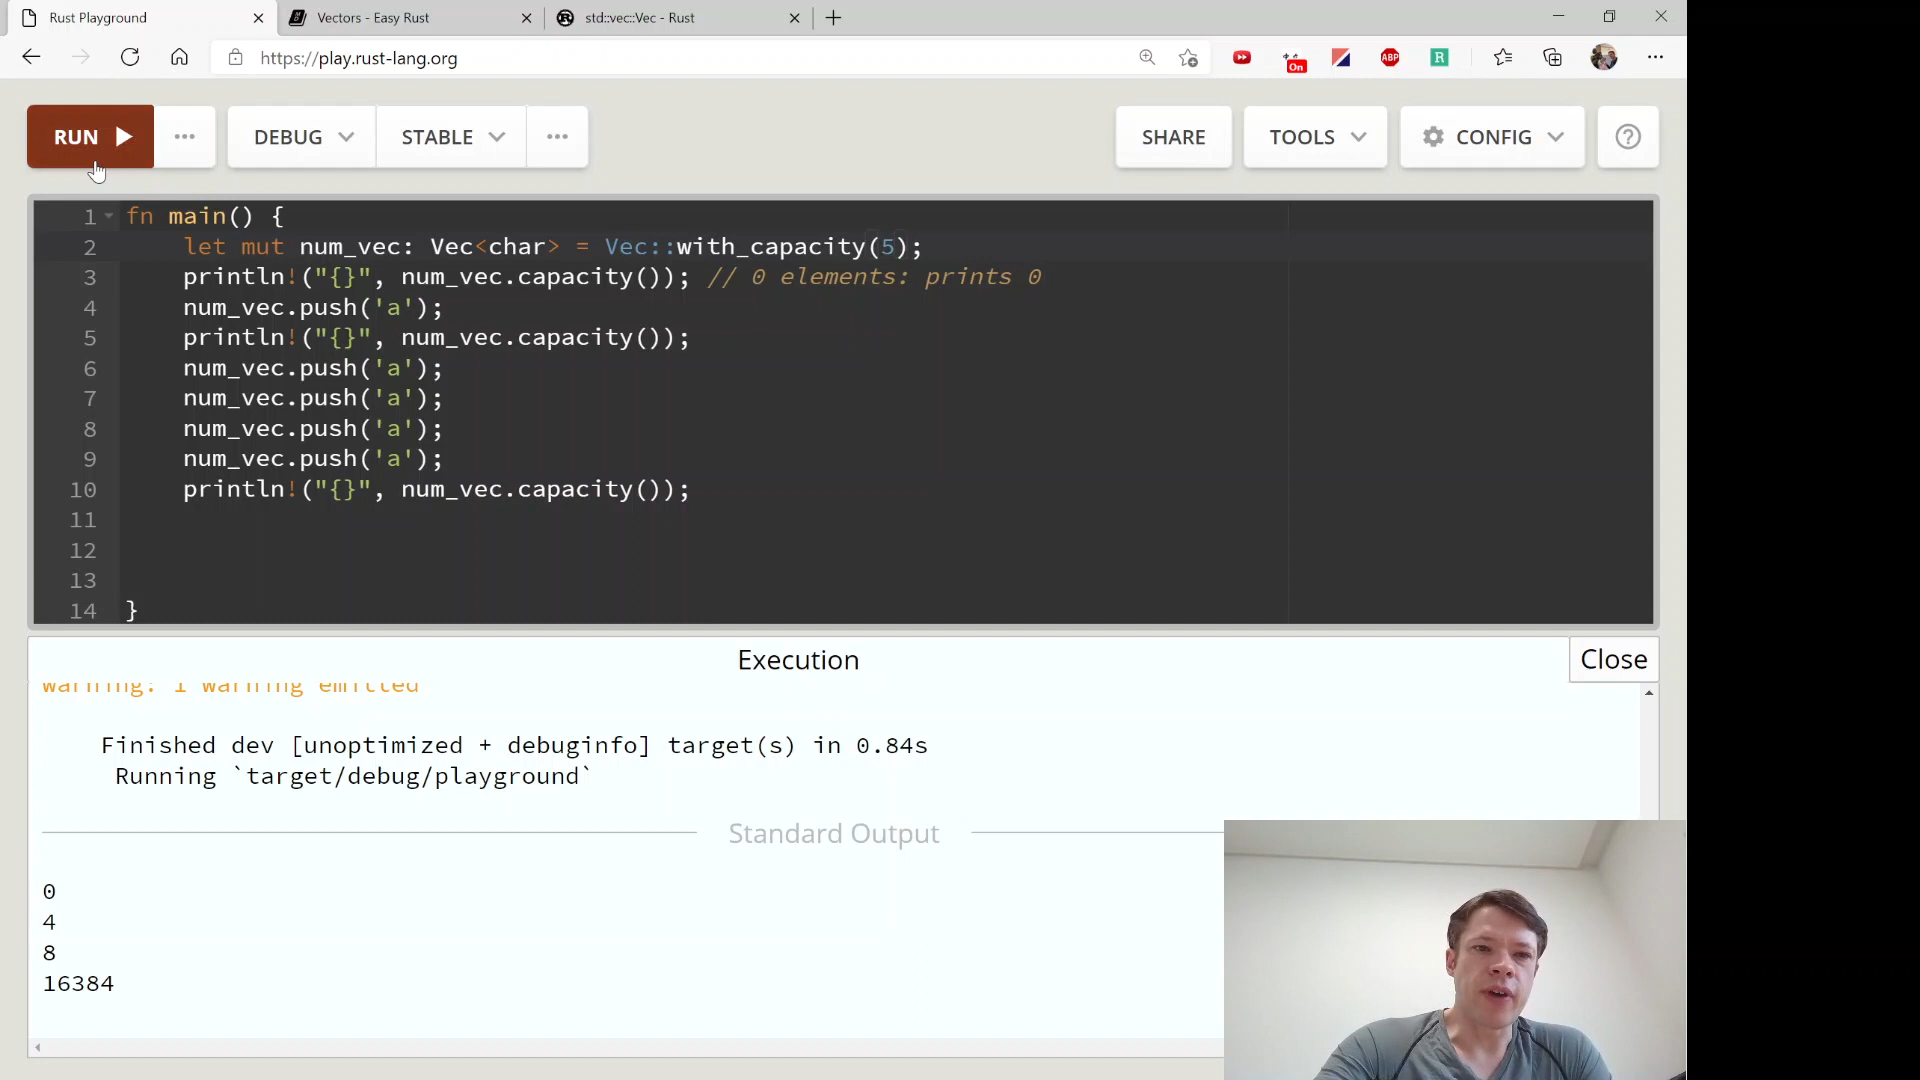 Rust Playground
Vectors - Easy Rust
std::vec::Vec - Rust
https://play.rust-lang.org
On
ABP
R
RUN
DEBUG
STABLE
SHARE
TOOLS
CONFIG
1 fn main() {
2 let mut num_vec: Vec<char> = Vec::with_capacity(5);
3 println!("{}", num_vec.capacity()); // 0 elements: prints 0
4 num_vec.push('a');
5 println!("{}", num_vec.capacity());
6 num_vec.push('a');
7 num_vec.push('a');
8 num_vec.push('a');
9 num_vec.push('a');
10 println!("{}", num_vec.capacity());
11
12
13
14 }
Execution
Close
warning: 1 warning emitted
Finished dev [unoptimized + debuginfo] target(s) in 0.84s
Running `target/debug/playground`
Standard Output
0
4
8
16384